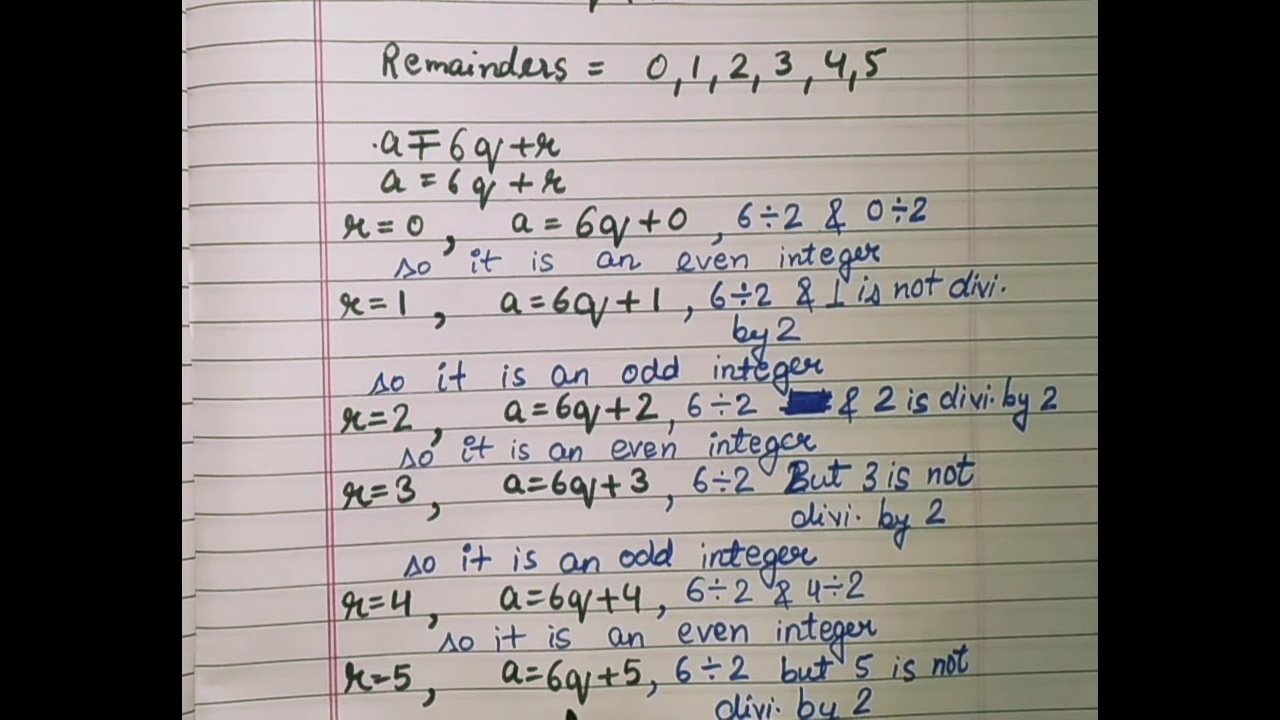 Remainders = 0, 1, 2, 3, 4, 5
a = 6q + r
a = 6q + r
r = 0, a = 6q + 0, 6 ÷ 2 & 0 ÷ 2
so it is an even integer
r = 1, a = 6q + 1, 6 ÷ 2 & 1 is not divi.
by 2
so it is an odd integer
r = 2, a = 6q + 2, 6 ÷ 2 & 2 is divi. by 2
so it is an even integer
r = 3, a = 6q + 3, 6 ÷ 2 But 3 is not
divi. by 2
so it is an odd integer
r = 4, a = 6q + 4, 6 ÷ 2 & 4 ÷ 2
so it is an even integer
r = 5, a = 6q + 5, 6 ÷ 2 but 5 is not
divi. by 2